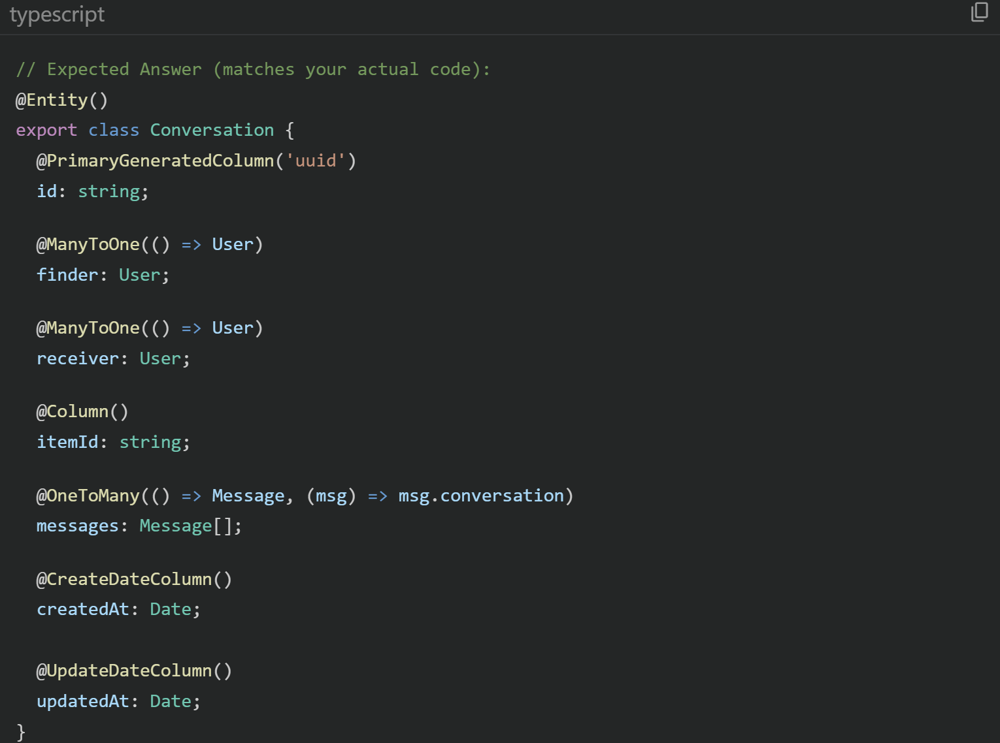 typescript
// Expected Answer (matches your actual code):
@Entity()
export class Conversation {
  @PrimaryGeneratedColumn('uuid')
  id: string;

  @ManyToOne(() => User)
  finder: User;

  @ManyToOne(() => User)
  receiver: User;

  @Column()
  itemId: string;

  @OneToMany(() => Message, (msg) => msg.conversation)
  messages: Message[];

  @CreateDateColumn()
  createdAt: Date;

  @UpdateDateColumn()
  updatedAt: Date;
}